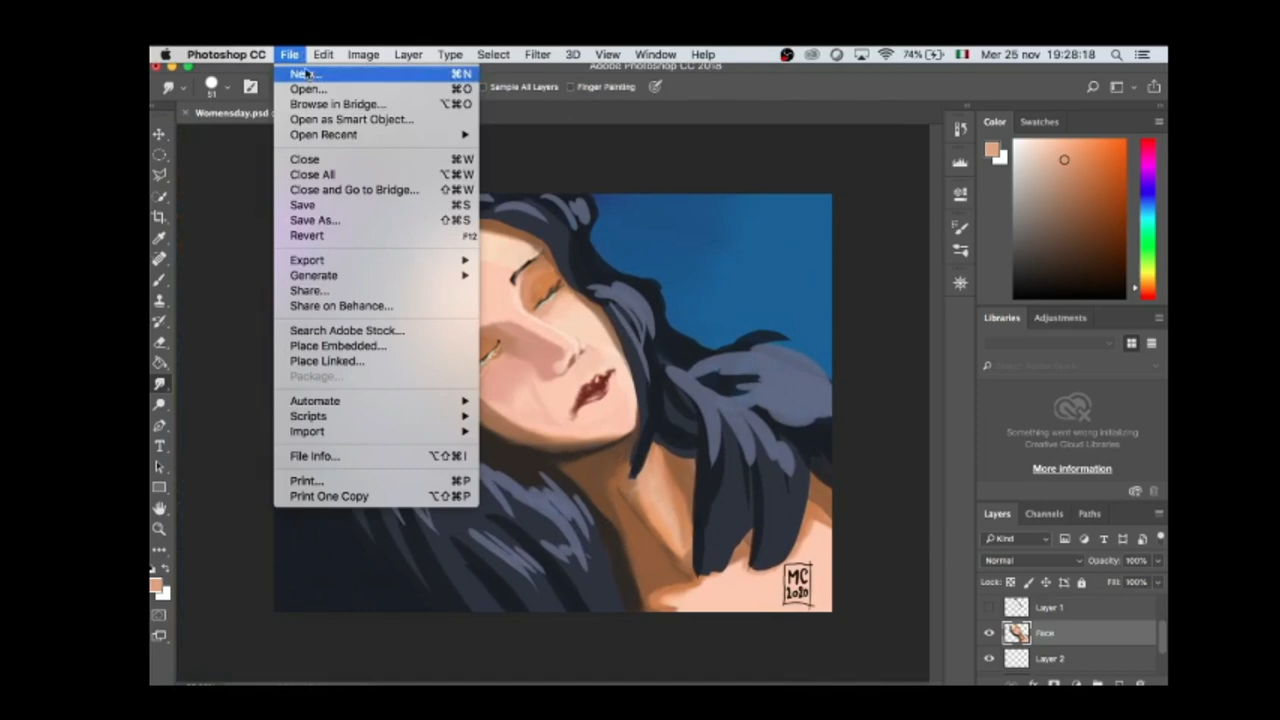 Photoshop CC File Edit Image Layer Type Select Filter 3D View Window Help 74% Mer 25 nov 19:28:18
Adobe Photoshop CC 2018
51 Sample All Layers Finger Painting
Womensday.psd
New... ⌘N
Open... ⌘O
Browse in Bridge... ⌥⌘O
Open as Smart Object...
Open Recent
Close ⌘W
Close All ⌥⌘W
Close and Go to Bridge... ⇧⌘W
Save ⌘S
Save As... ⇧⌘S
Revert F12
Export
Generate
Share...
Share on Behance...
Search Adobe Stock...
Place Embedded...
Place Linked...
Package...
Automate
Scripts
Import
File Info... ⌥⇧⌘I
Print... ⌘P
Print One Copy ⌥⇧⌘P
MC
2020
Color Swatches
Libraries Adjustments
Something went wrong initializing
Creative Cloud Libraries
More information
Layers Channels Paths
Kind
Normal Opacity: 100%
Lock: Fill: 100%
Layer 1
Face
Layer 2